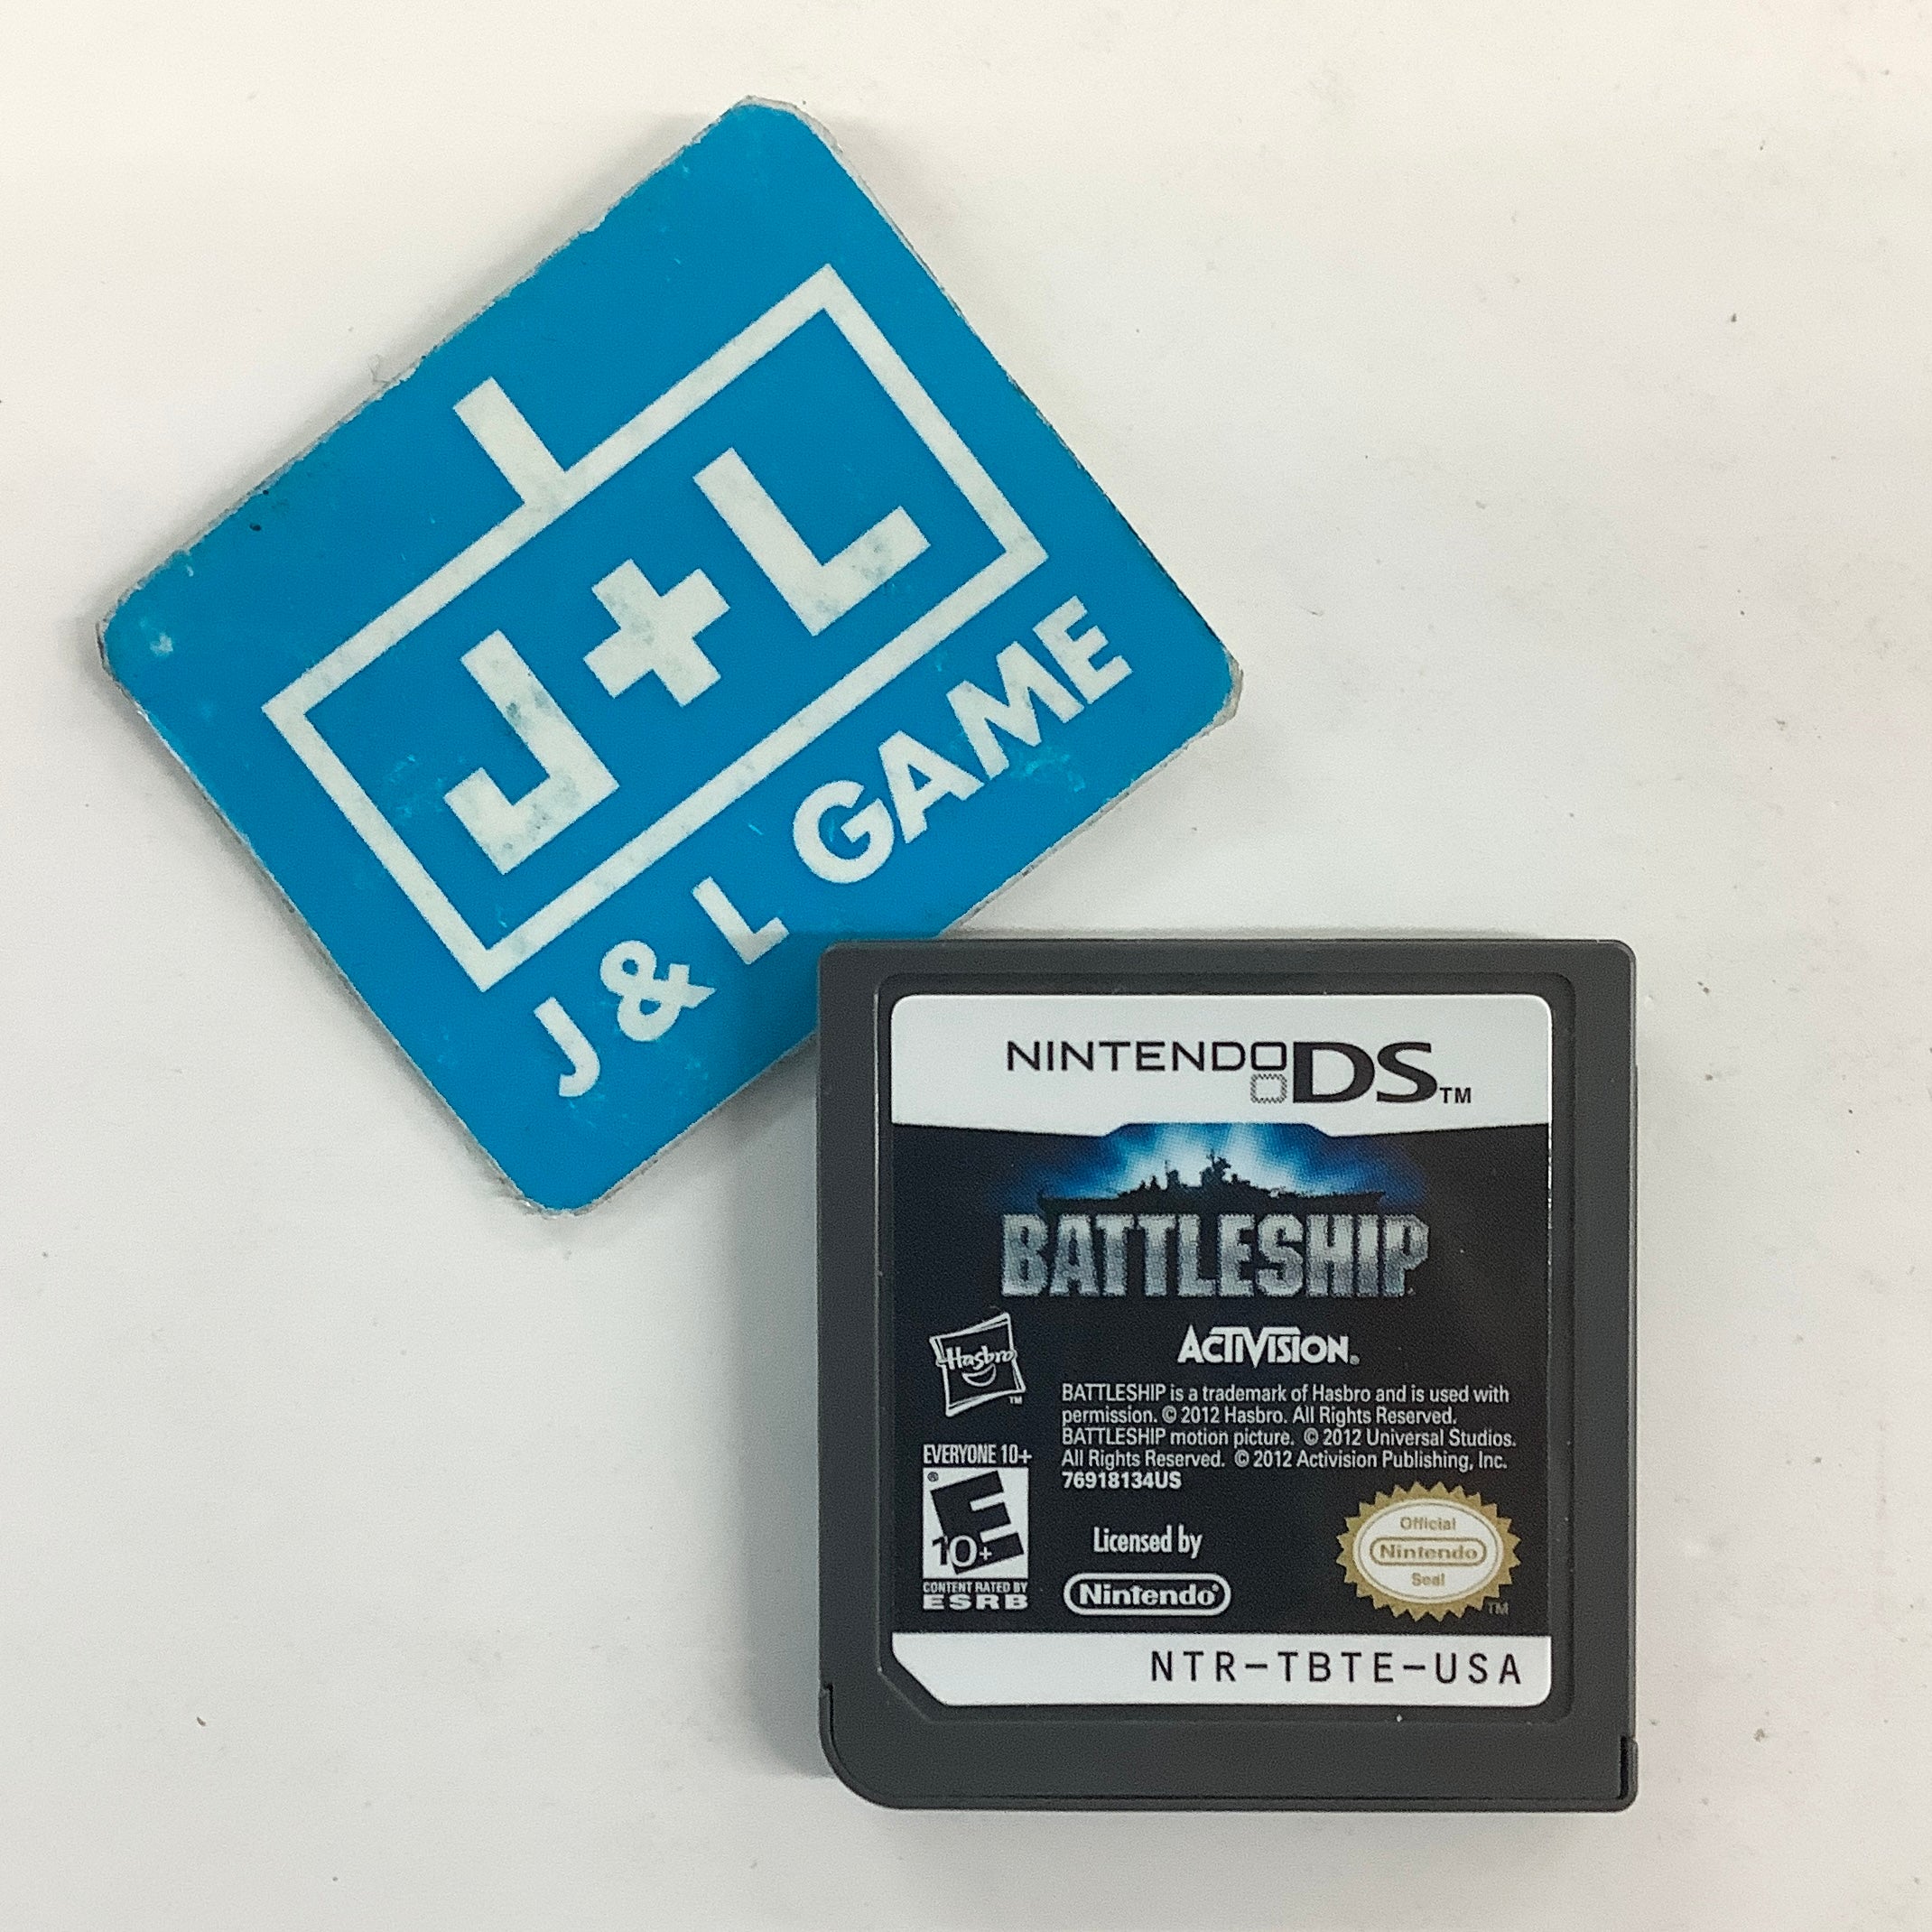 J+L
J & L GAME
NINTENDO DS™
BATTLESHIP
ACTIVISION®
Hasbro
™
BATTLESHIP is a trademark of Hasbro and is used with
permission. © 2012 Hasbro. All Rights Reserved.
BATTLESHIP motion picture. © 2012 Universal Studios.
All Rights Reserved. © 2012 Activision Publishing, Inc.
76918134US
EVERYONE 10+
®
E
10+
CONTENT RATED BY
ESRB
Licensed by
Nintendo®
Official
Nintendo
Seal
TM
NTR-TBTE-USA